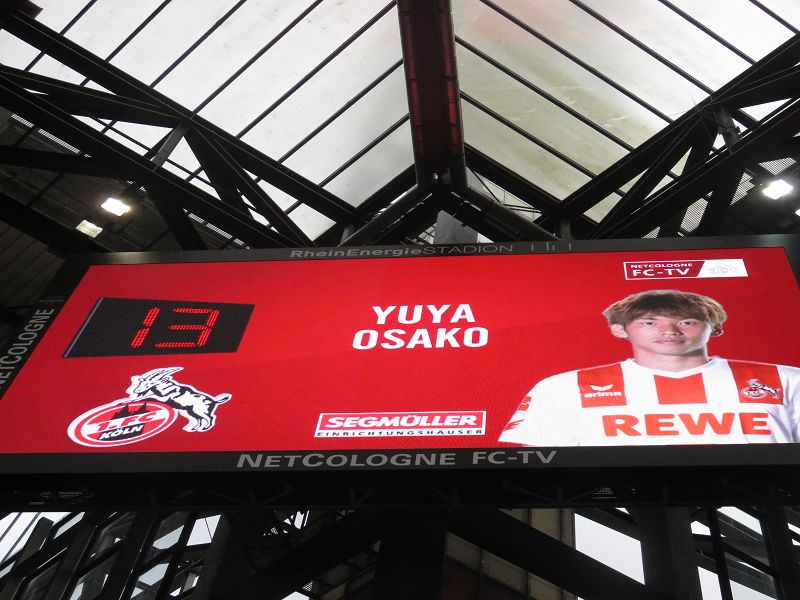 RheinEnergieSTADION
NETCOLOGNE
FC-TV
NETCOLOGNE
13
YUYA
OSAKO
1.FC
KÖLN
SEGMÜLLER
EINRICHTUNGSHÄUSER
erima
REWE
NETCOLOGNE FC-TV